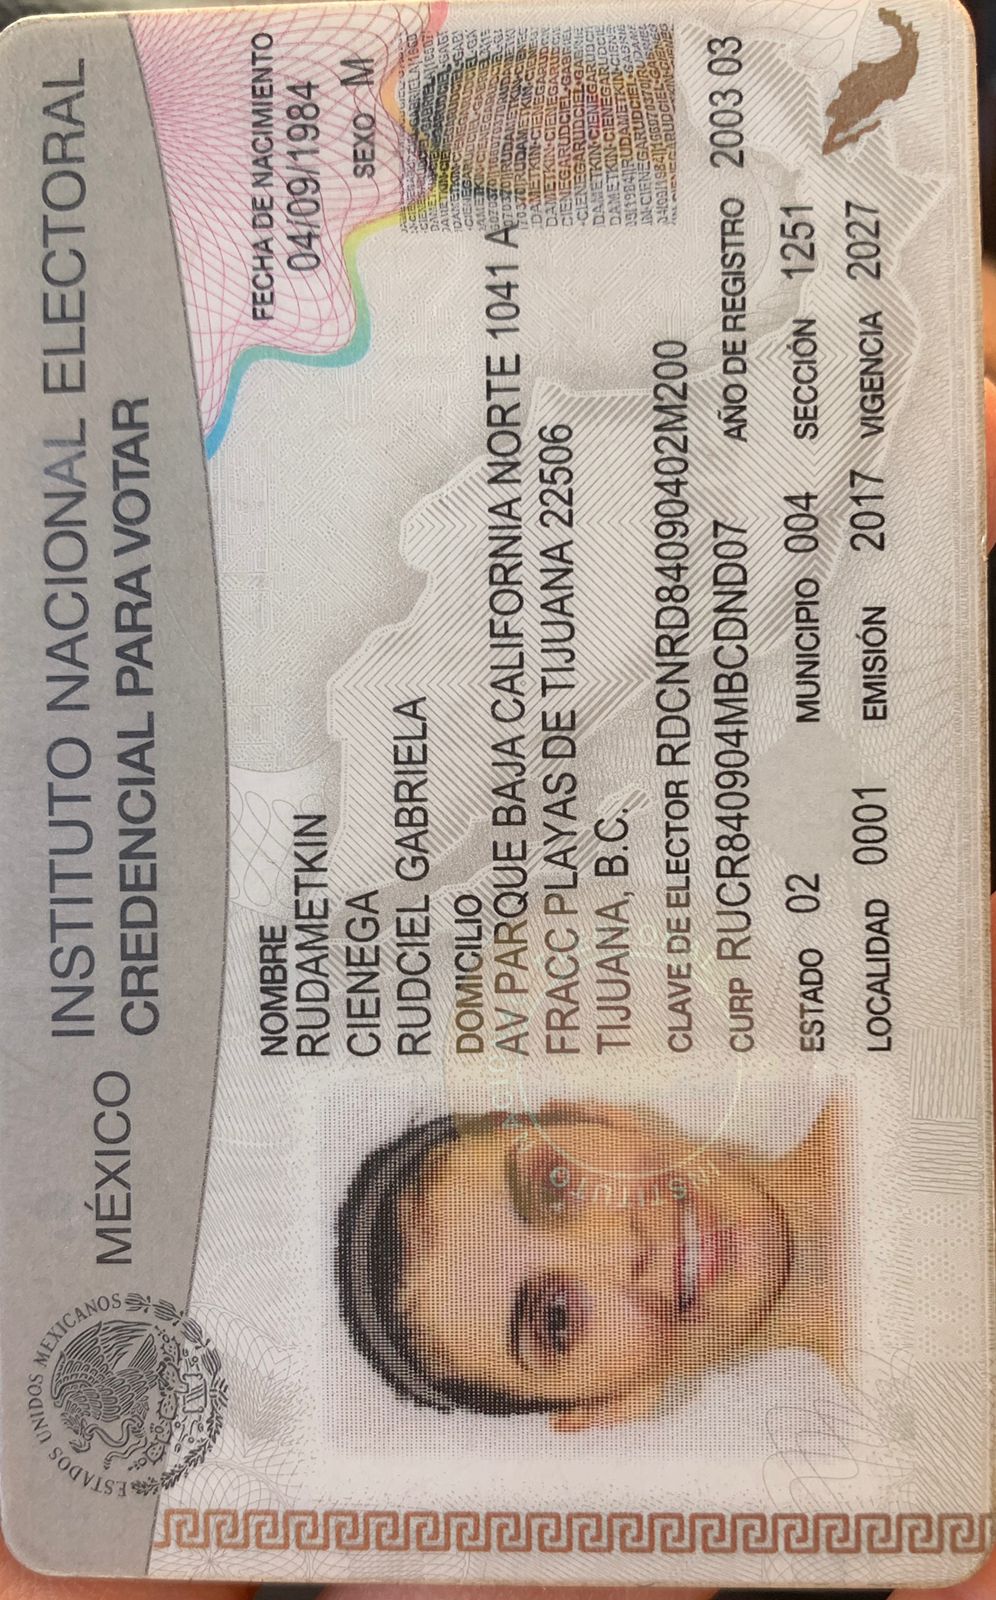 ESTADOS UNIDOS MEXICANOS
MÉXICO INSTITUTO NACIONAL ELECTORAL
CREDENCIAL PARA VOTAR
NOMBRE
RUDAMETKIN
CIENEGA
RUDCIEL GABRIELA
FECHA DE NACIMIENTO
04/09/1984
SEXO M
DOMICILIO
AV PARQUE BAJA CALIFORNIA NORTE 1041 A
FRACC PLAYAS DE TIJUANA 22506
TIJUANA, B.C.
CLAVE DE ELECTOR RDCNRD84090402M200
CURP RUCR840904MBCDND07 AÑO DE REGISTRO 2003 03
ESTADO 02 MUNICIPIO 004 SECCIÓN 1251
LOCALIDAD 0001 EMISIÓN 2017 VIGENCIA 2027